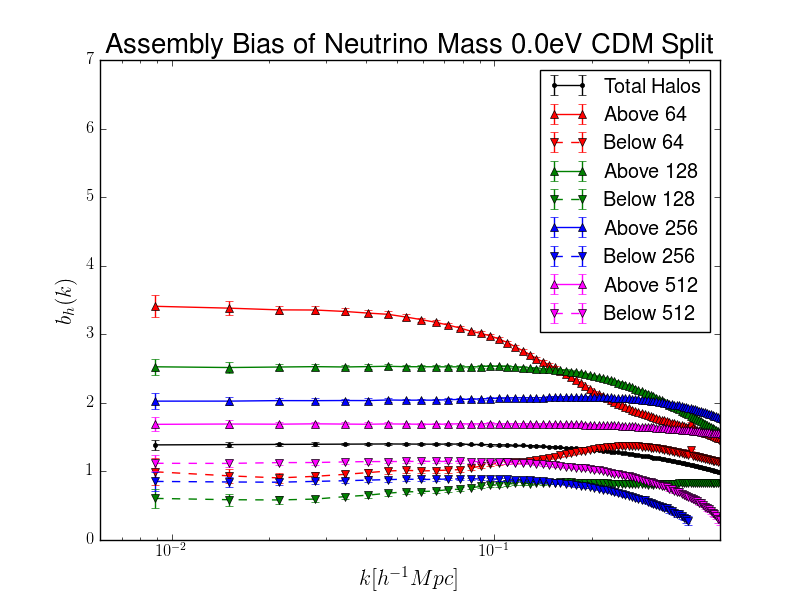 Assembly Bias of Neutrino Mass 0.0eV CDM Split
7
6
5
4
3
2
1
0
b_h(k)
10^{-2}
10^{-1}
k[h^{-1}Mpc]
Total Halos
Above 64
Below 64
Above 128
Below 128
Above 256
Below 256
Above 512
Below 512